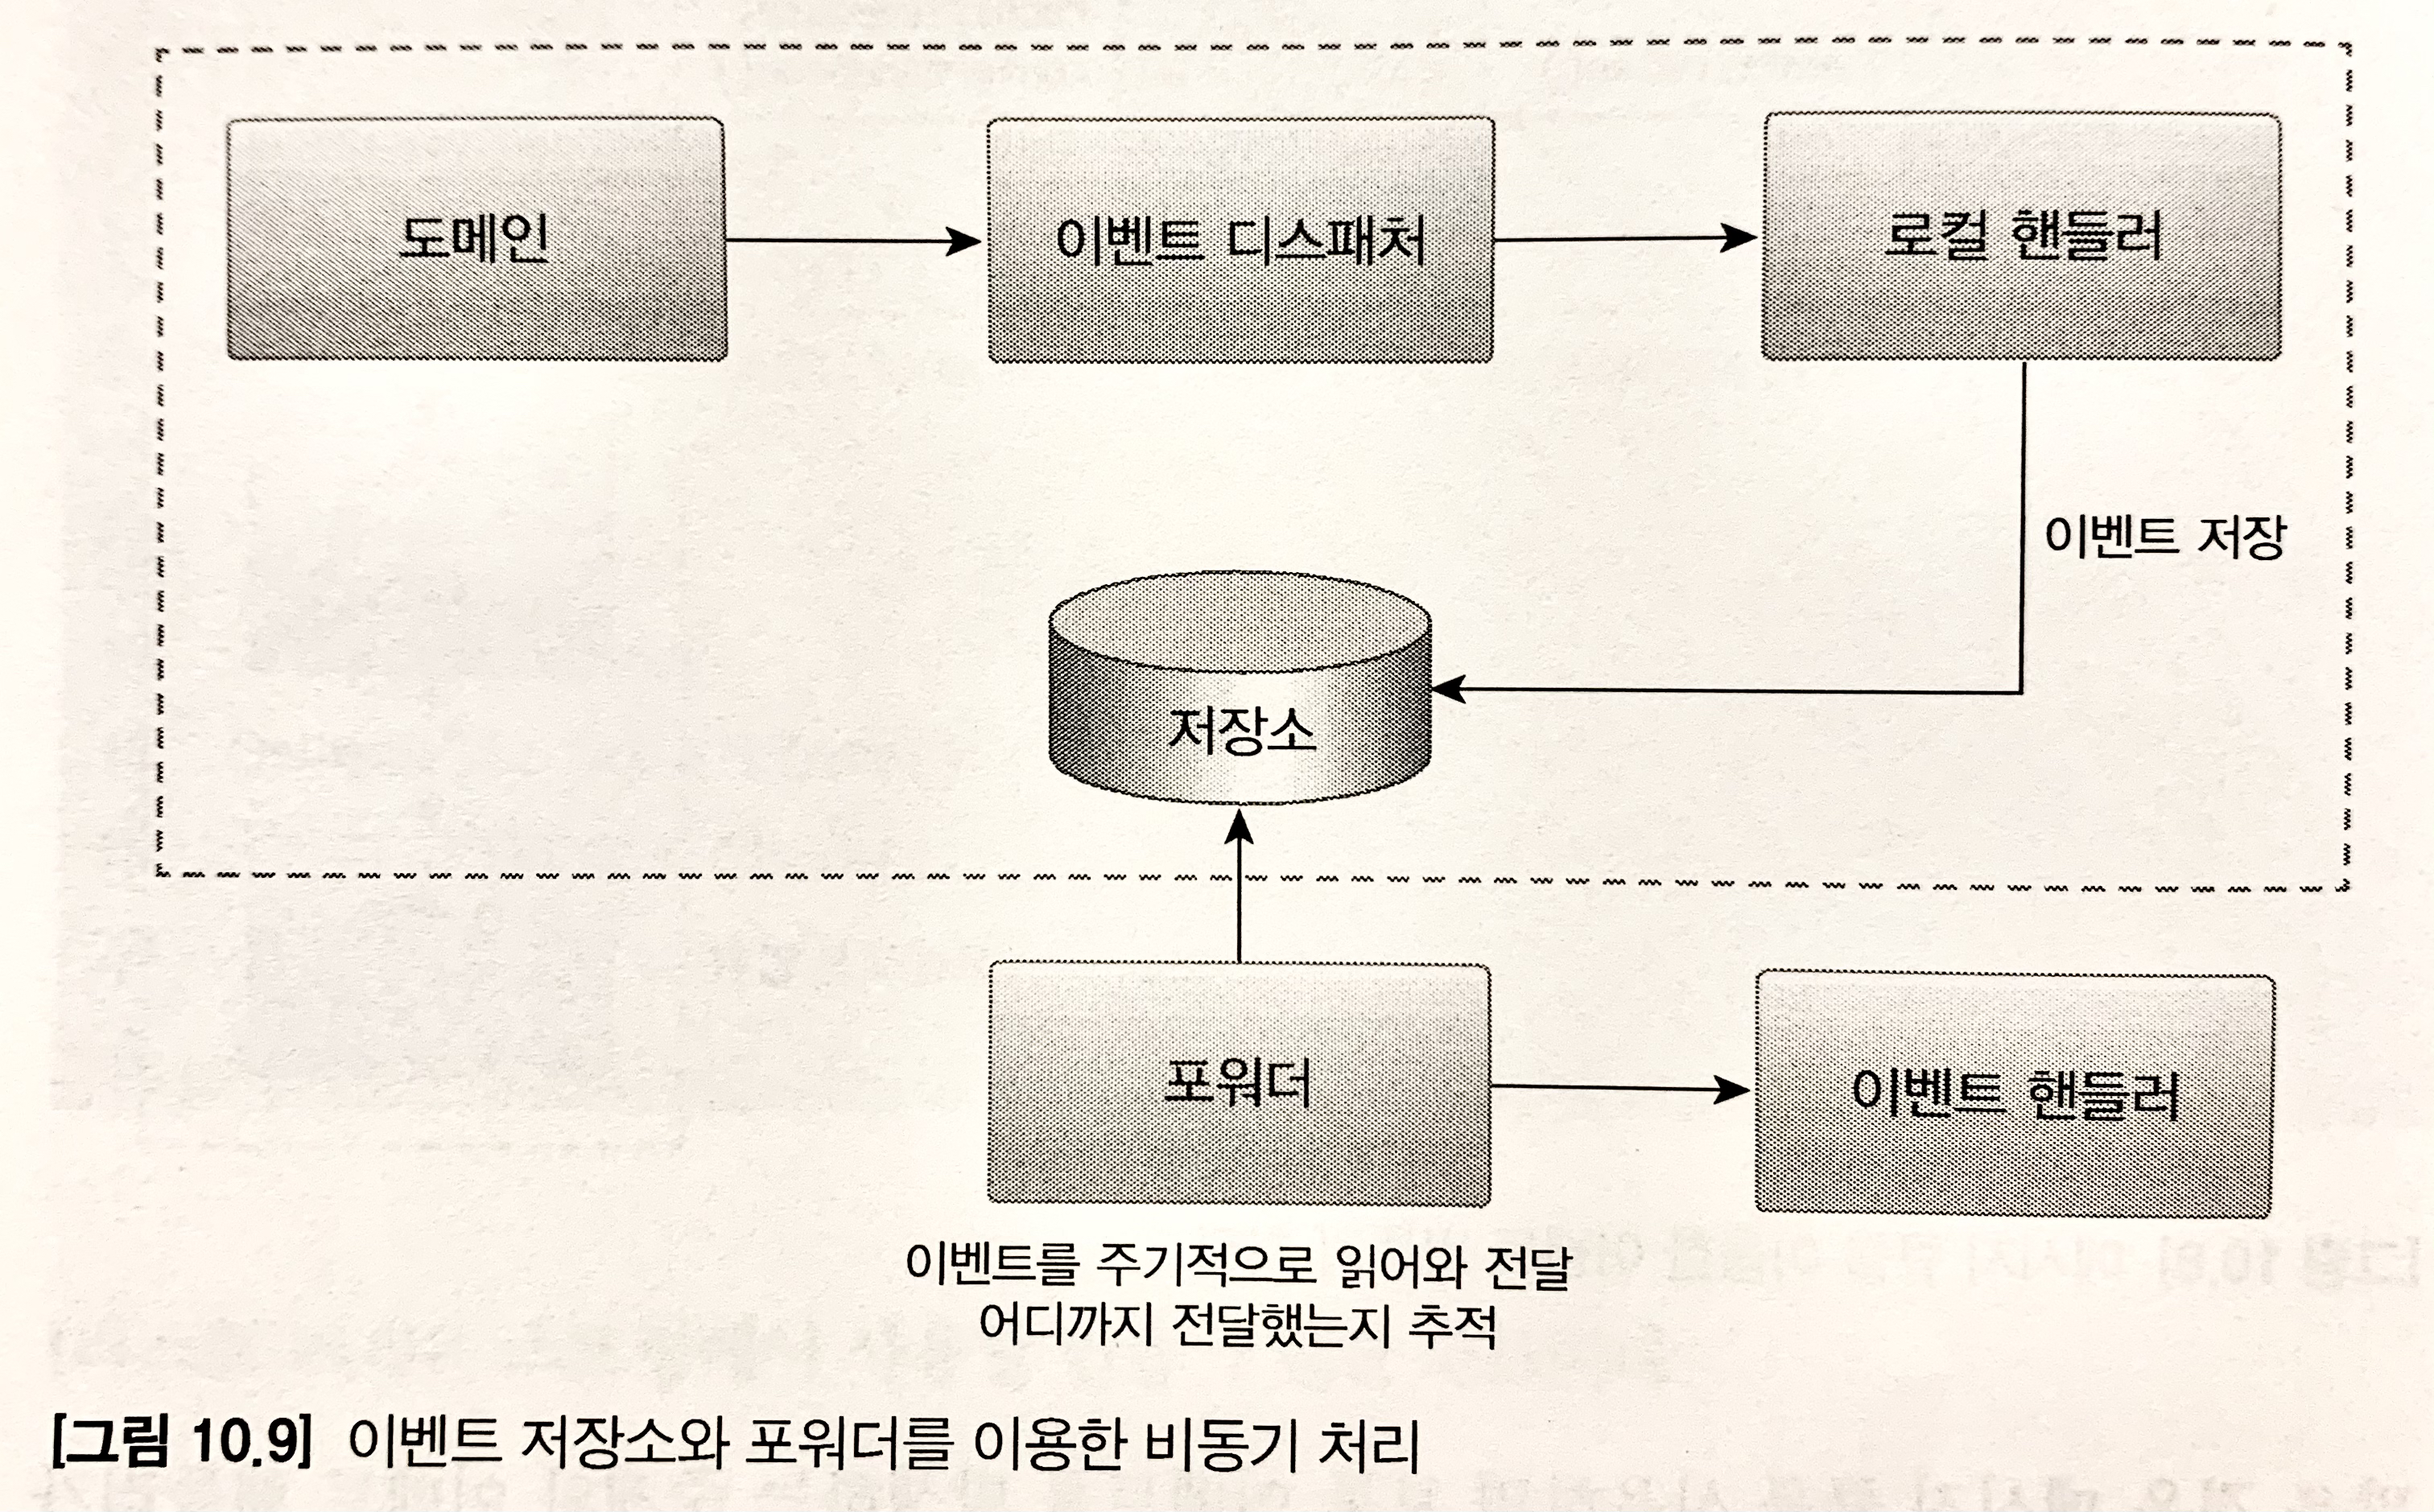 도메인
이벤트 디스패처
로컬 핸들러
이벤트 저장
저장소
포워더
이벤트 핸들러
이벤트를 주기적으로 읽어와 전달
어디까지 전달했는지 추적
[그림 10.9] 이벤트 저장소와 포워더를 이용한 비동기 처리